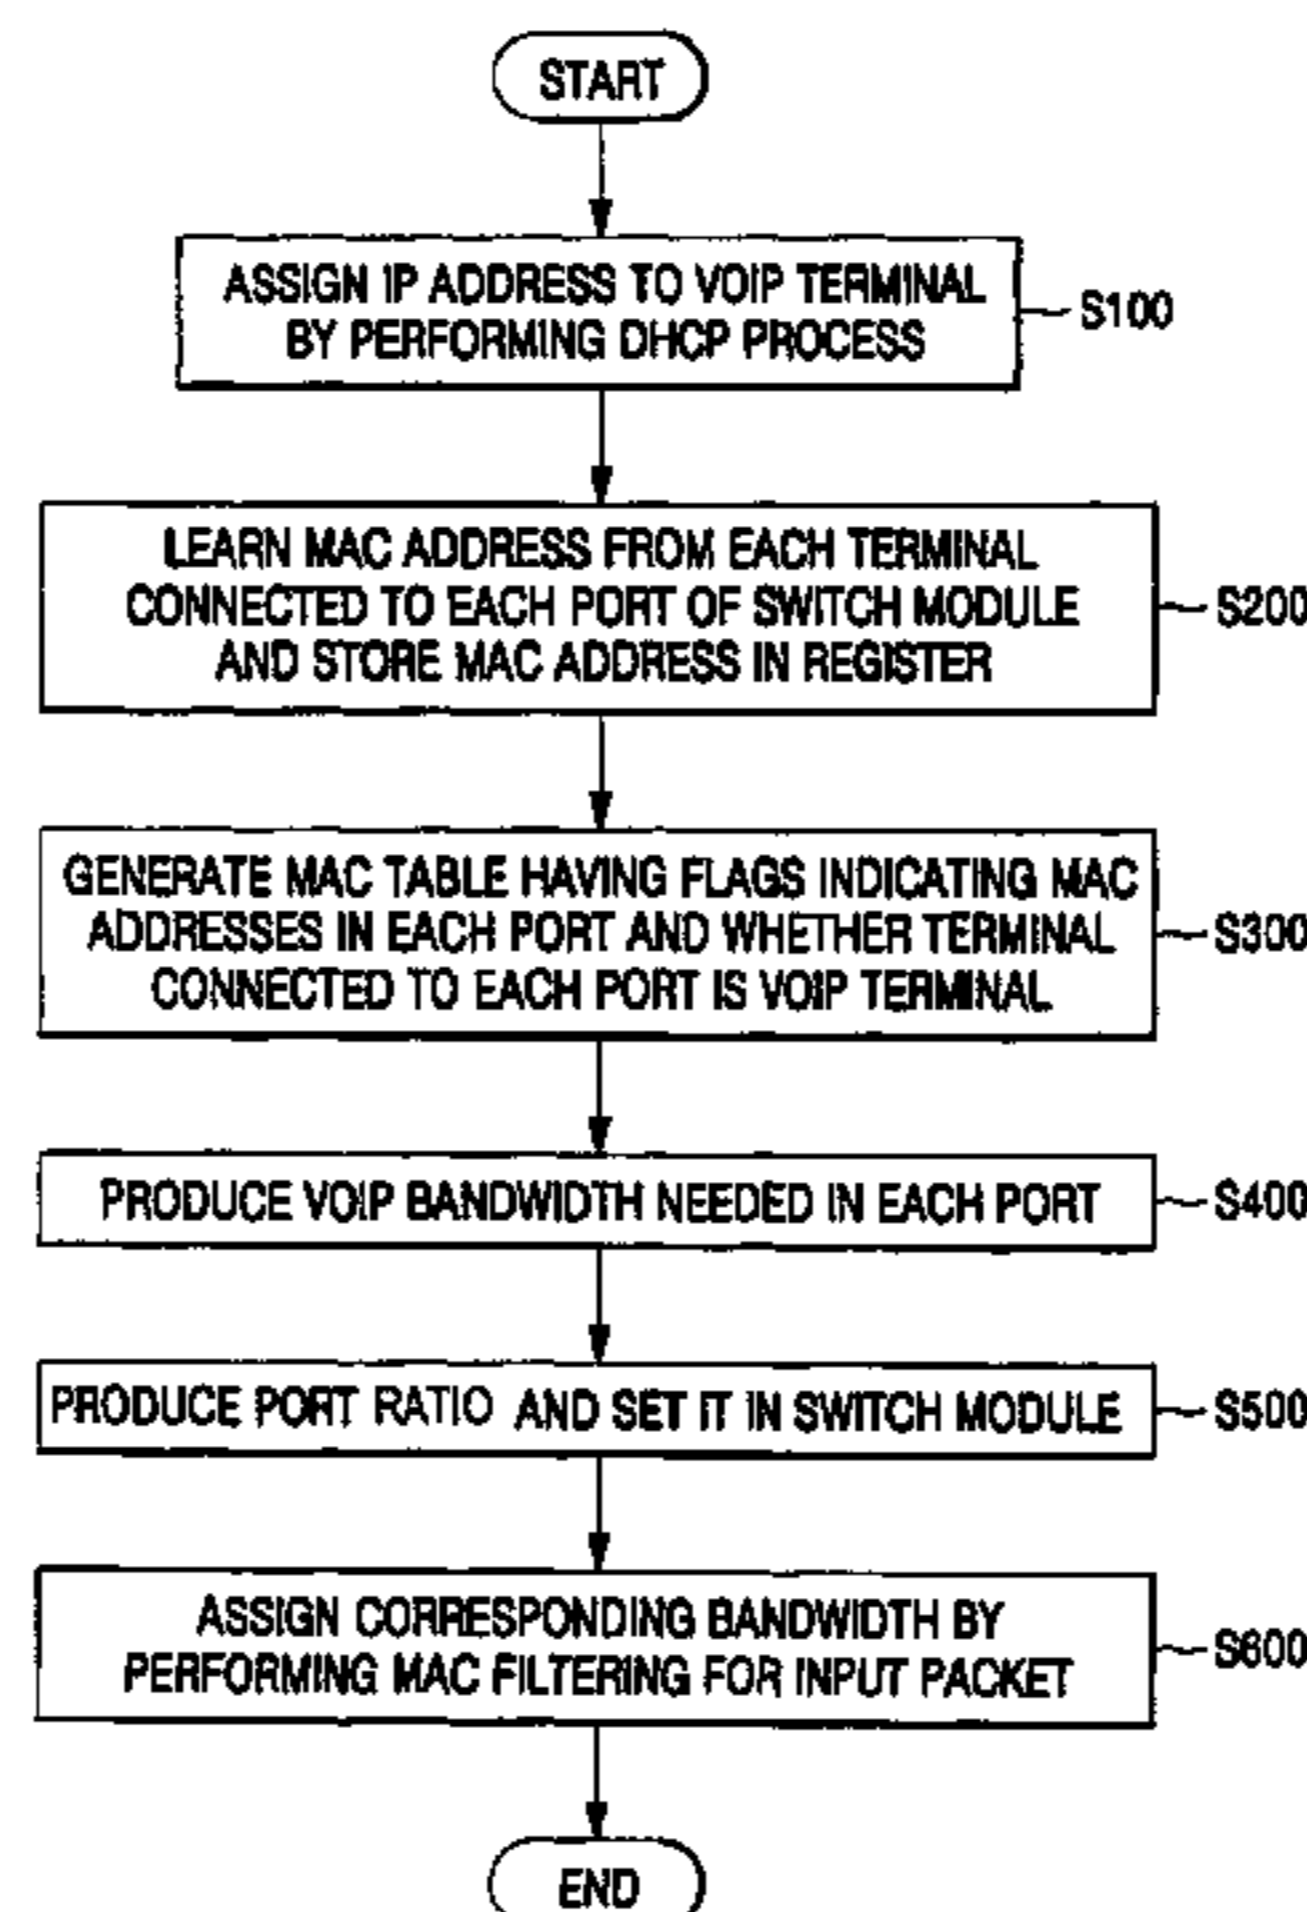 START
ASSIGN IP ADDRESS TO VOIP TERMINAL
BY PERFORMING DHCP PROCESS
S100
LEARN MAC ADDRESS FROM EACH TERMINAL
CONNECTED TO EACH PORT OF SWITCH MODULE
AND STORE MAC ADDRESS IN REGISTER
S200
GENERATE MAC TABLE HAVING FLAGS INDICATING MAC
ADDRESSES IN EACH PORT AND WHETHER TERMINAL
CONNECTED TO EACH PORT IS VOIP TERMINAL
S300
PRODUCE VOIP BANDWIDTH NEEDED IN EACH PORT
S400
PRODUCE PORT RATIO AND SET IT IN SWITCH MODULE
S500
ASSIGN CORRESPONDING BANDWIDTH BY
PERFORMING MAC FILTERING FOR INPUT PACKET
S600
END